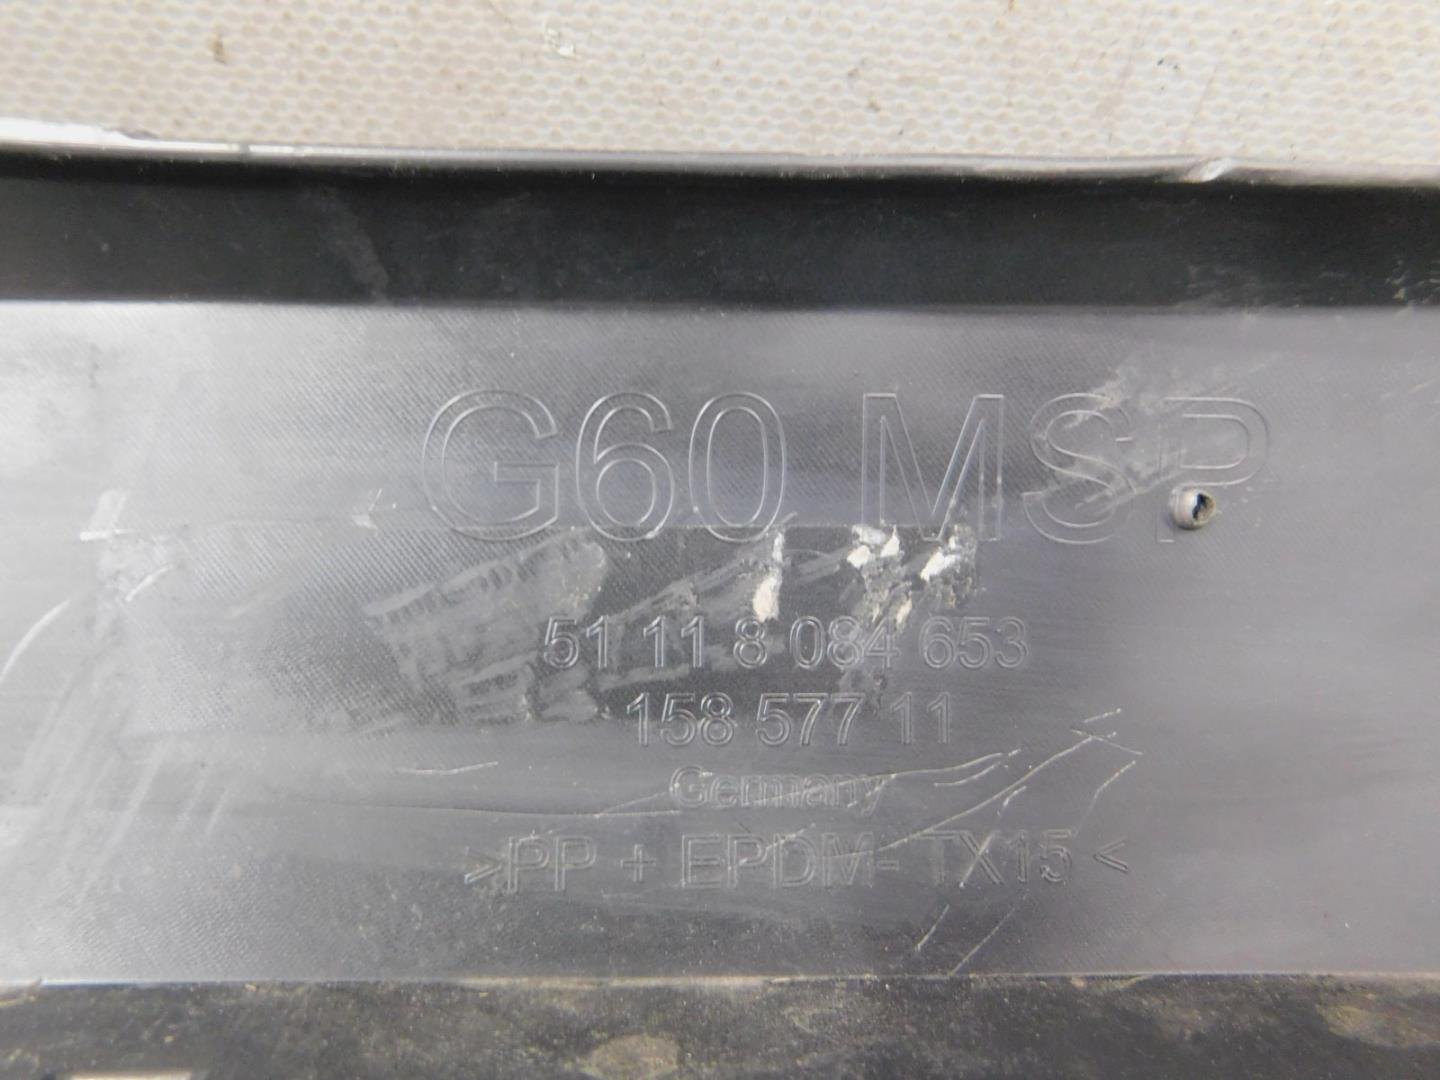 G60 MSP
51 11 8 084 653
158 577 11
Germany
>PP + EPDM-TX15<